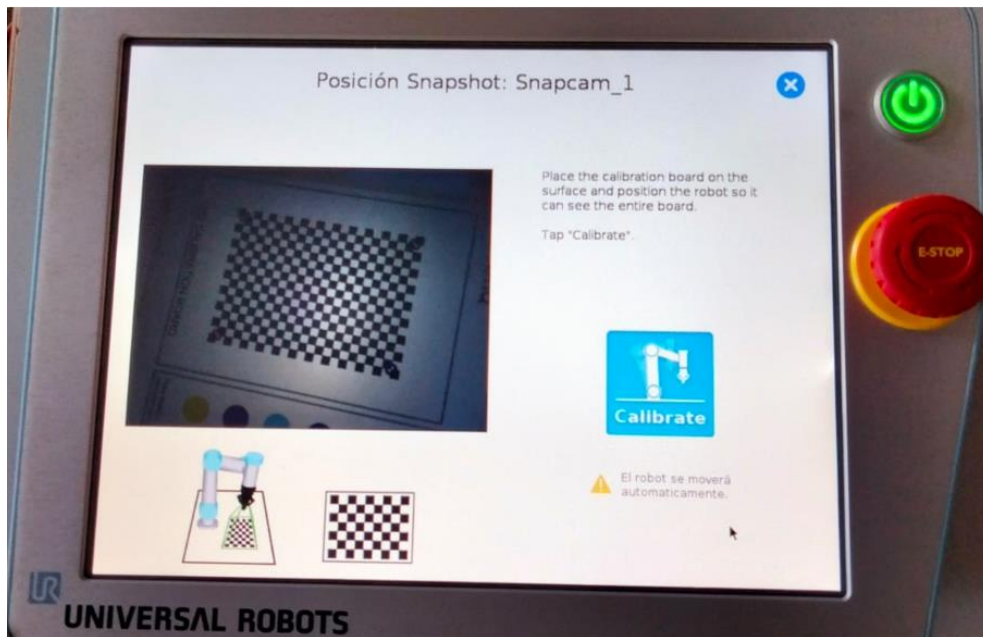 Posición Snapshot: Snapcam_1
Place the calibration board on the
surface and position the robot so it
can see the entire board.
Tap "Calibrate".
E-STOP
Calibrate
El robot se moverá
automaticamente.
UR
UNIVERSAL ROBOTS